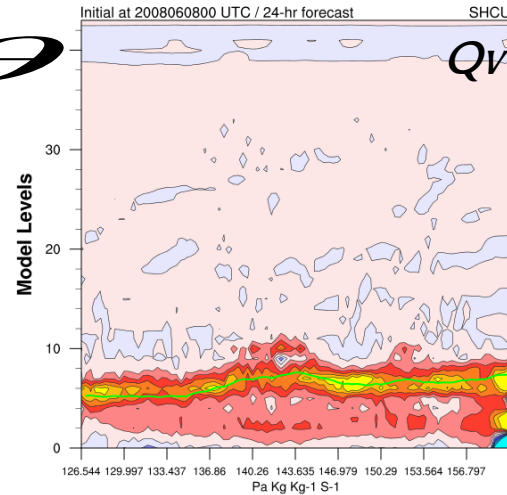 Initial at 2008060800 UTC / 24-hr forecast SHCU
Qv
Model Levels
30
20
10
0
126.544 129.997 133.437 136.86 140.26 143.635 146.979 150.29 153.564 156.797
Pa Kg Kg-1 S-1